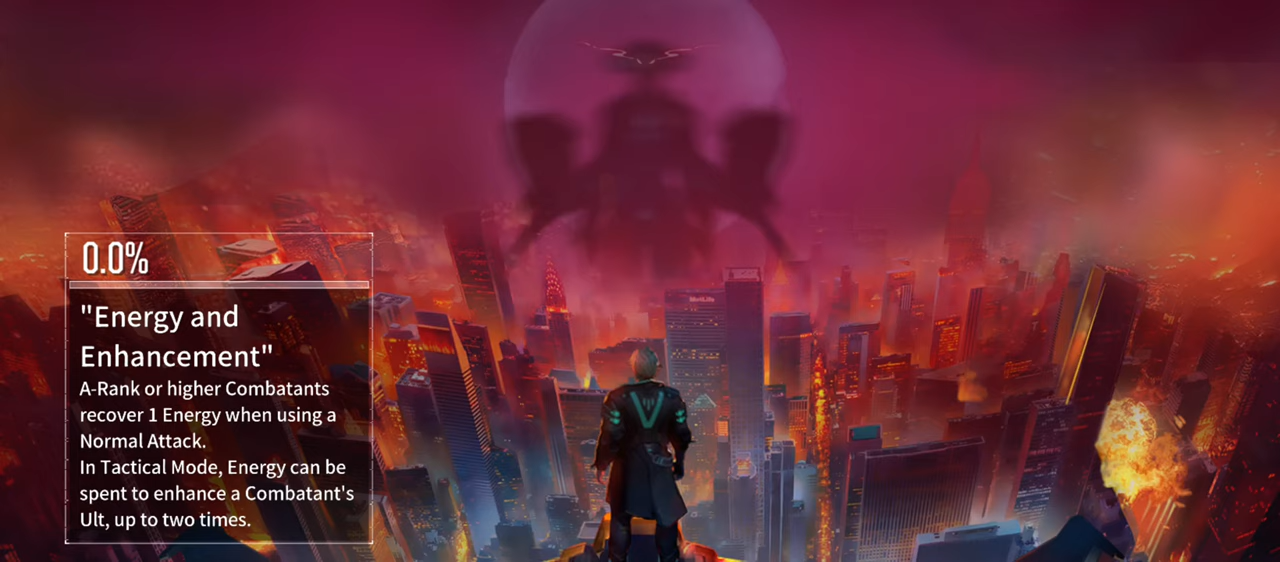 0.0%
"Energy and
Enhancement"
A-Rank or higher Combatants
recover 1 Energy when using a
Normal Attack.
In Tactical Mode, Energy can be
spent to enhance a Combatant's
Ult, up to two times.
MetLife